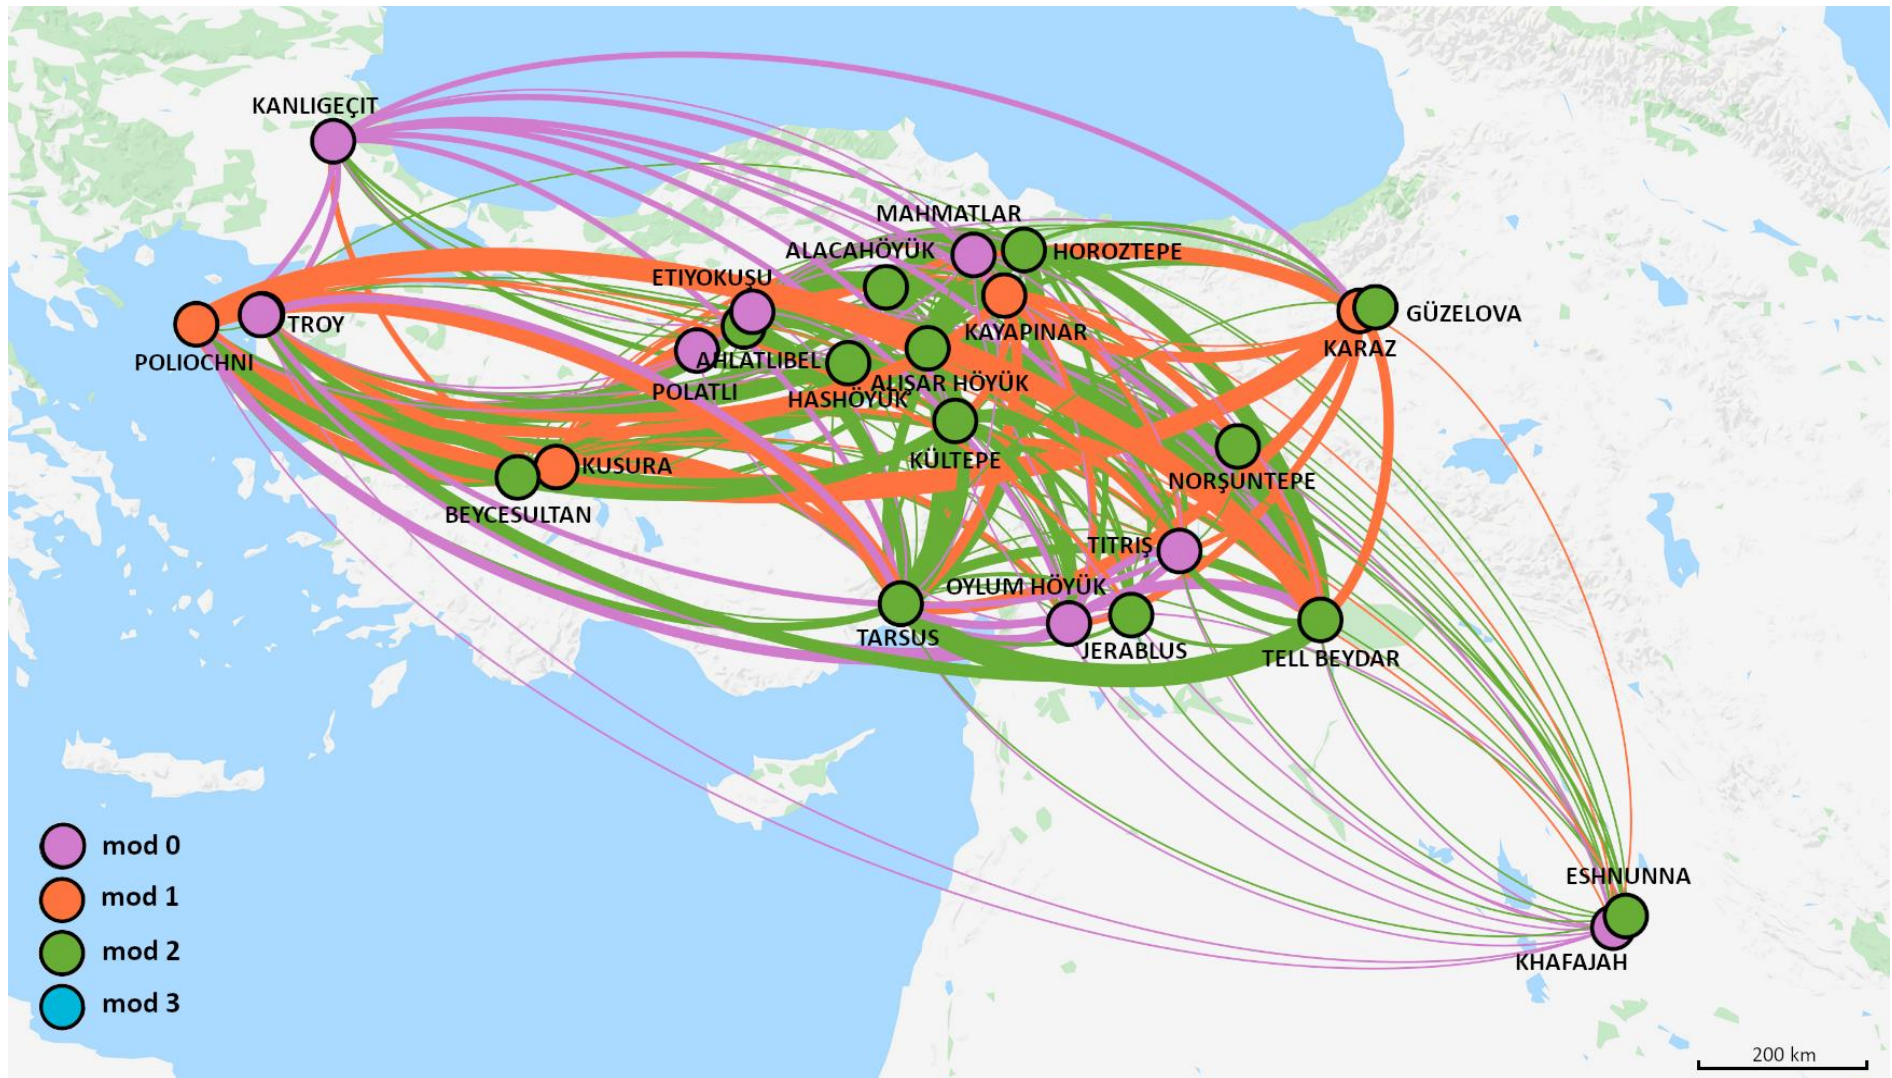 KANLIGEÇIT
MAHMATLAR
ALACAHÖYÜK
HOROZTEPE
ETIYOKUŞU
TROY
GÜZELOVA
KAYAPINAR
KARAZ
POLIOCHNI
AHLATLIBEL
ALIŞAR HÖYÜK
POLATLI
HASHÖYÜK
KÜLTEPE
KUSURA
NORŞUNTEPE
BEYCESULTAN
TITRIŞ
OYLUM HÖYÜK
TARSUS
JERABLUS
TELL BEYDAR
ESHNUNNA
KHAFAJAH
mod 0
mod 1
mod 2
mod 3
200 km